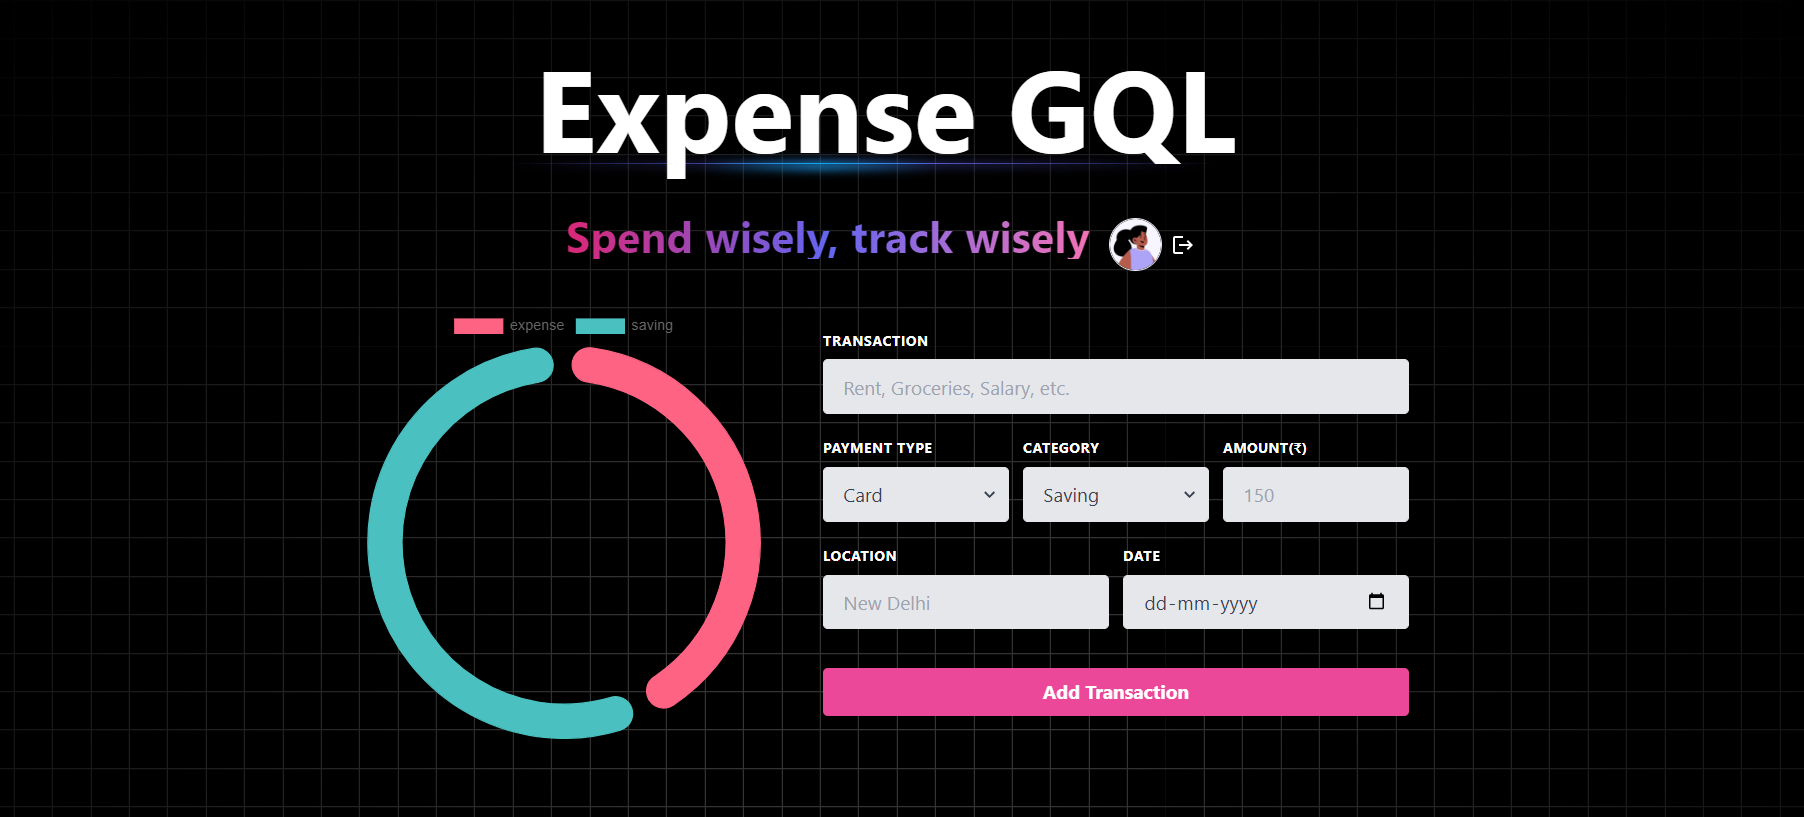 Expense GQL
Spend wisely, track wisely
expense saving
TRANSACTION
Rent, Groceries, Salary, etc.
PAYMENT TYPE CATEGORY AMOUNT(₹)
Card Saving 150
LOCATION DATE
New Delhi dd-mm-yyyy
Add Transaction